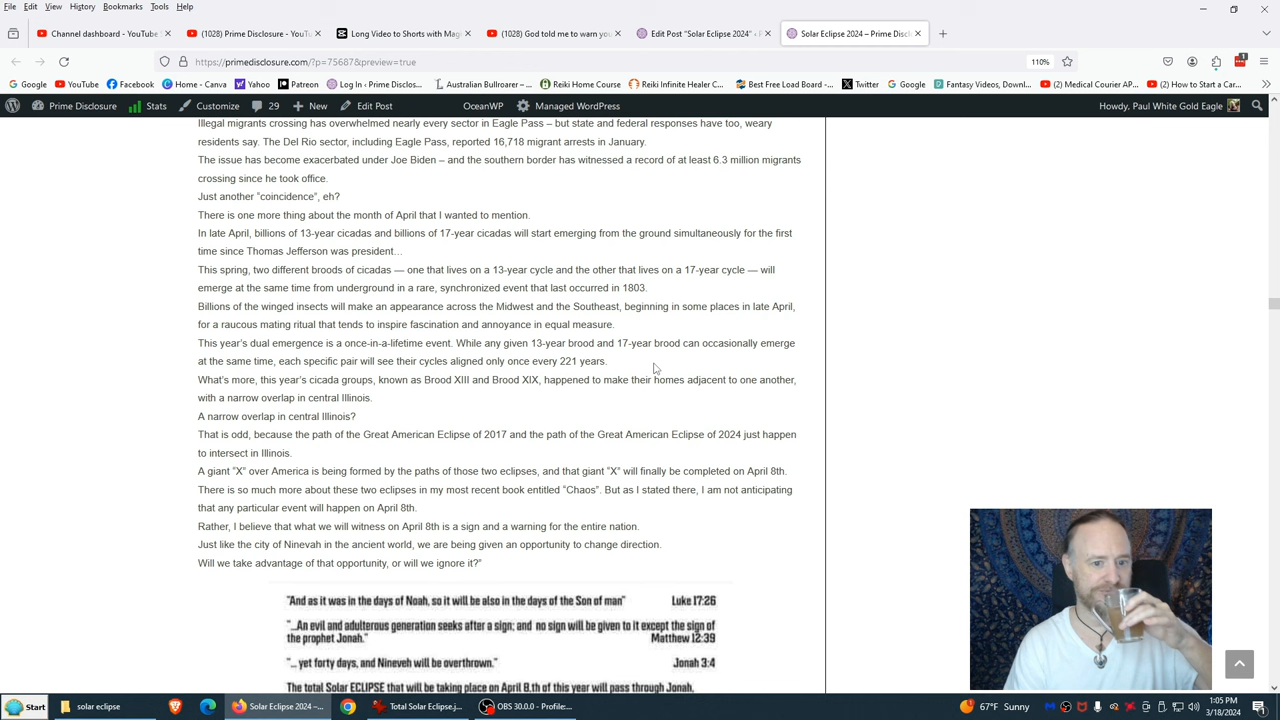 File Edit View History Bookmarks Tools Help
Channel dashboard - YouTube S
(1028) Prime Disclosure - YouTu
Long Video to Shorts with Mag
(1028) God told me to warn you
Edit Post "Solar Eclipse 2024" ‹ P
Solar Eclipse 2024 – Prime Discl
https://primedisclosure.com/?p=75687&preview=true
110%
Google YouTube Facebook Home - Canva Yahoo Patreon Log In ‹ Prime Disclos... Australian Bullroarer ... Reiki Home Course Reiki Infinite Healer C... Best Free Load Board -... Twitter Google Fantasy Videos, Downl... (2) Medical Courier AP... (2) How to Start a Car...
Prime Disclosure Stats Customize 29 New Edit Post OceanWP Managed WordPress Howdy, Paul White Gold Eagle
Illegal migrants crossing has overwhelmed nearly every sector in Eagle Pass – but state and federal responses have too, weary
residents say. The Del Rio sector, including Eagle Pass, reported 16,718 migrant arrests in January.
The issue has become exacerbated under Joe Biden – and the southern border has witnessed a record of at least 6.3 million migrants
crossing since he took office.
Just another “coincidence”, eh?
There is one more thing about the month of April that I wanted to mention.
In late April, billions of 13-year cicadas and billions of 17-year cicadas will start emerging from the ground simultaneously for the first
time since Thomas Jefferson was president…
This spring, two different broods of cicadas — one that lives on a 13-year cycle and the other that lives on a 17-year cycle — will
emerge at the same time from underground in a rare, synchronized event that last occurred in 1803.
Billions of the winged insects will make an appearance across the Midwest and the Southeast, beginning in some places in late April,
for a raucous mating ritual that tends to inspire fascination and annoyance in equal measure.
This year’s dual emergence is a once-in-a-lifetime event. While any given 13-year brood and 17-year brood can occasionally emerge
at the same time, each specific pair will see their cycles aligned only once every 221 years.
What’s more, this year’s cicada groups, known as Brood XIII and Brood XIX, happened to make their homes adjacent to one another,
with a narrow overlap in central Illinois.
A narrow overlap in central Illinois?
That is odd, because the path of the Great American Eclipse of 2017 and the path of the Great American Eclipse of 2024 just happen
to intersect in Illinois.
A giant “X” over America is being formed by the paths of those two eclipses, and that giant “X” will finally be completed on April 8th.
There is so much more about these two eclipses in my most recent book entitled “Chaos”. But as I stated there, I am not anticipating
that any particular event will happen on April 8th.
Rather, I believe that what we will witness on April 8th is a sign and a warning for the entire nation.
Just like the city of Ninevah in the ancient world, we are being given an opportunity to change direction.
Will we take advantage of that opportunity, or will we ignore it?”
"And as it was in the days of Noah, so it will be also in the days of the Son of man" Luke 17:26
"...An evil and adulterous generation seeks after a sign; and no sign will be given to it except the sign of
the prophet Jonah." Matthew 12:39
"... yet forty days, and Nineveh will be overthrown." Jonah 3:4
The total Solar ECLIPSE that will be taking place on April 8.th of this year will pass through Jonah,
Start solar eclipse Solar Eclipse 2024 –... Total Solar Eclipse.j... OBS 30.0.0 - Profile:... 67°F Sunny 1:05 PM
3/18/2024